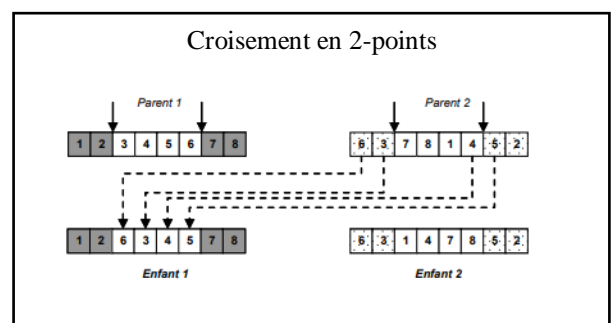 Croisement en 2-points
Parent 1 Parent 2
1 2 3 4 5 6 7 8 6 3 7 8 1 4 5 2
1 2 6 3 4 5 7 8 6 3 1 4 7 8 5 2
Enfant 1 Enfant 2